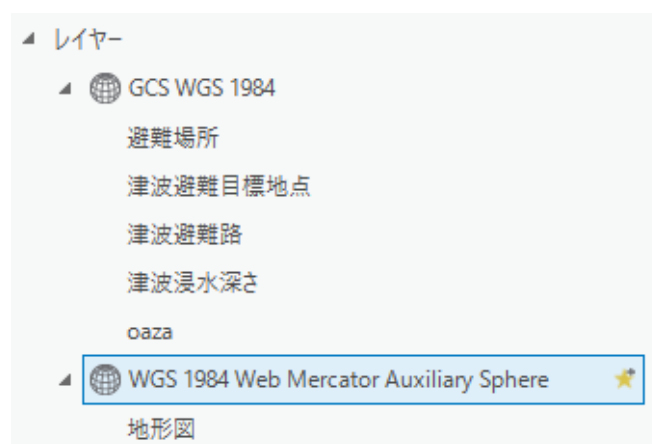 レイヤー
GCS WGS 1984
避難場所
津波避難目標地点
津波避難路
津波浸水深さ
oaza
WGS 1984 Web Mercator Auxiliary Sphere
地形図